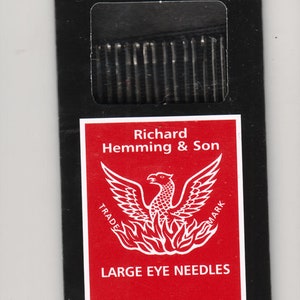 Richard
Hemming & Son
TRADE MARK
LARGE EYE NEEDLES